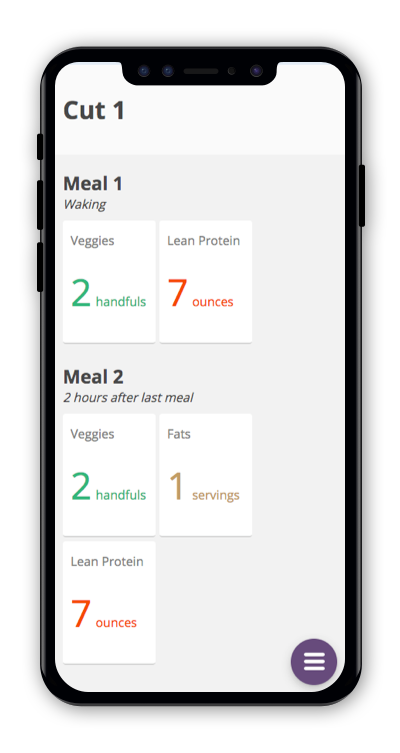 Cut 1
Meal 1
Waking
Veggies
2 handfuls
Lean Protein
7 ounces
Meal 2
2 hours after last meal
Veggies
2 handfuls
Fats
1 servings
Lean Protein
7 ounces